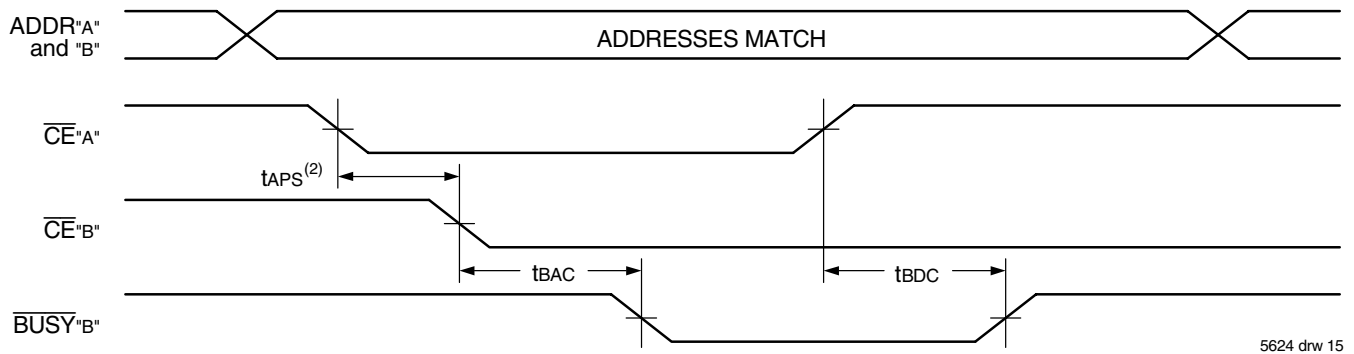 ADDR"A"
and "B"
ADDRESSES MATCH
CE"A"
tAPS(2)
CE"B"
tBAC
tBDC
BUSY"B"
5624 drw 15